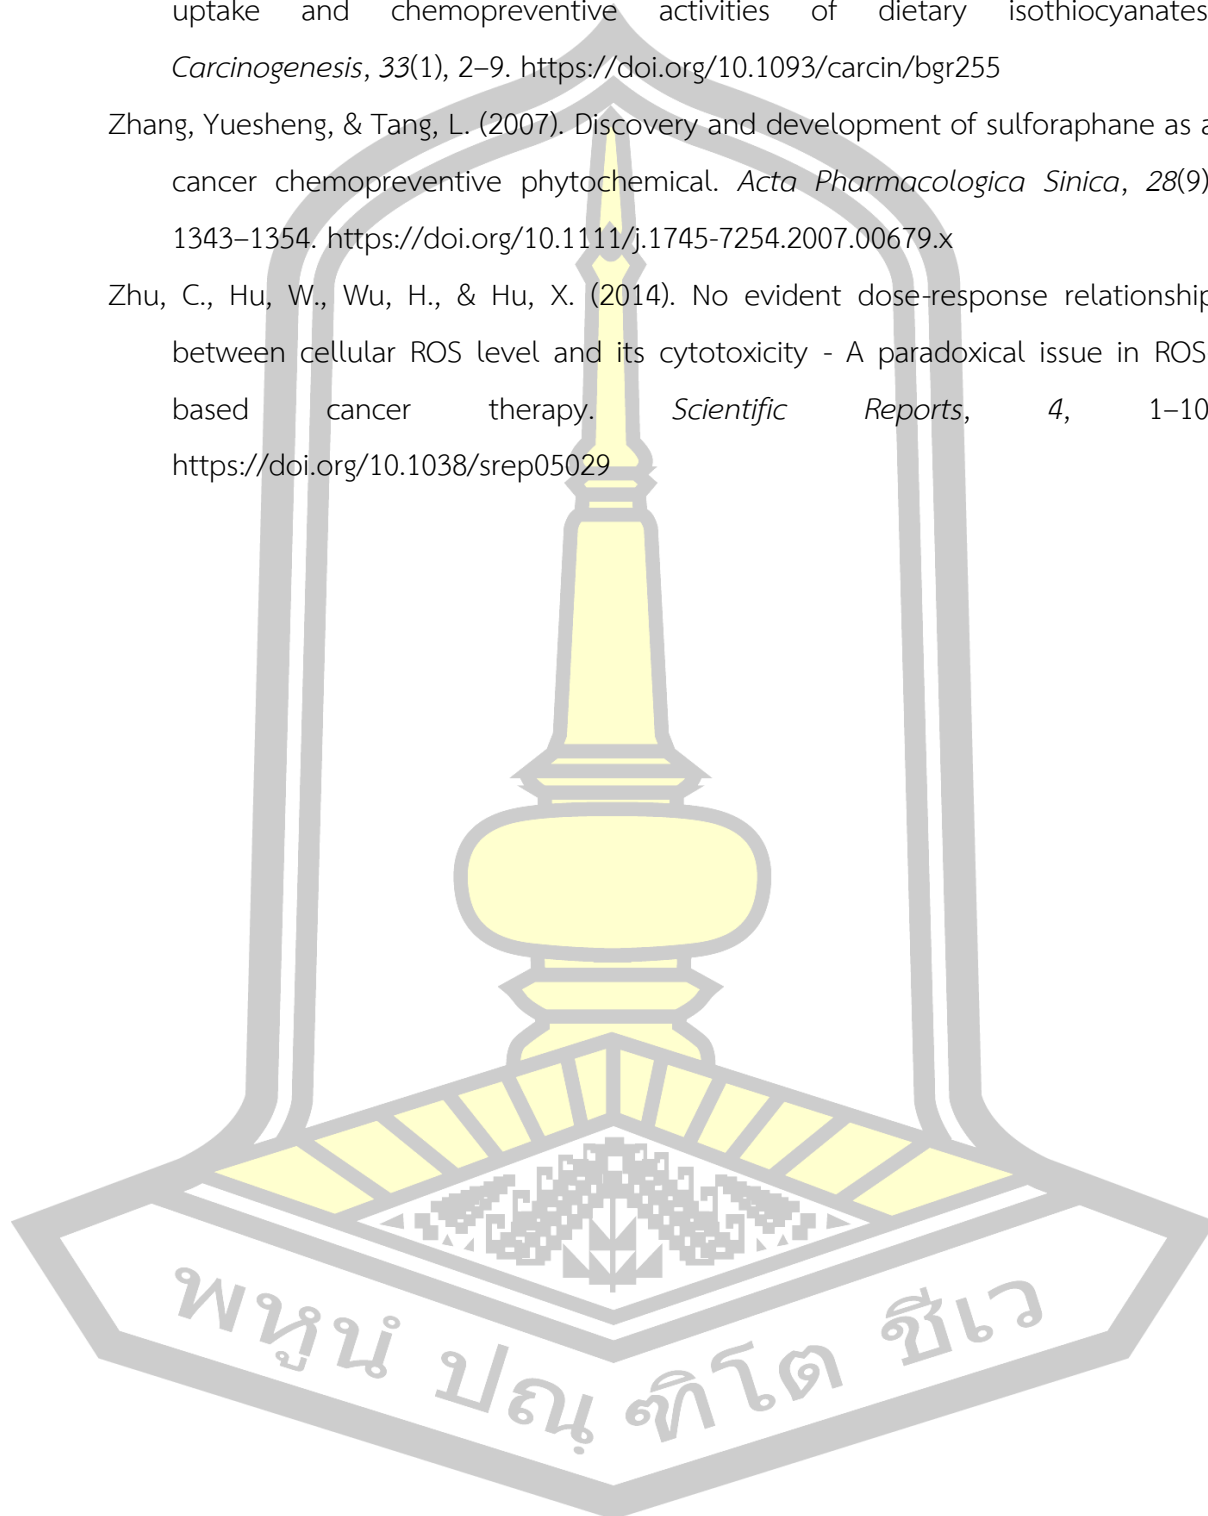 uptake and chemopreventive activities of dietary isothiocyanates
Carcinogenesis, 33(1), 2–9. https://doi.org/10.1093/carcin/bgr255
Zhang, Yuesheng, & Tang, L. (2007). Discovery and development of sulforaphane as a
cancer chemopreventive phytochemical. Acta Pharmacologica Sinica, 28(9)
1343–1354. https://doi.org/10.1111/j.1745-7254.2007.00679.x
Zhu, C., Hu, W., Wu, H., & Hu, X. (2014). No evident dose-response relationship
between cellular ROS level and its cytotoxicity - A paradoxical issue in ROS
based cancer therapy. Scientific Reports, 4, 1–10
https://doi.org/10.1038/srep05029
พหูนํ ปณฺ ฑิโต ชีเว